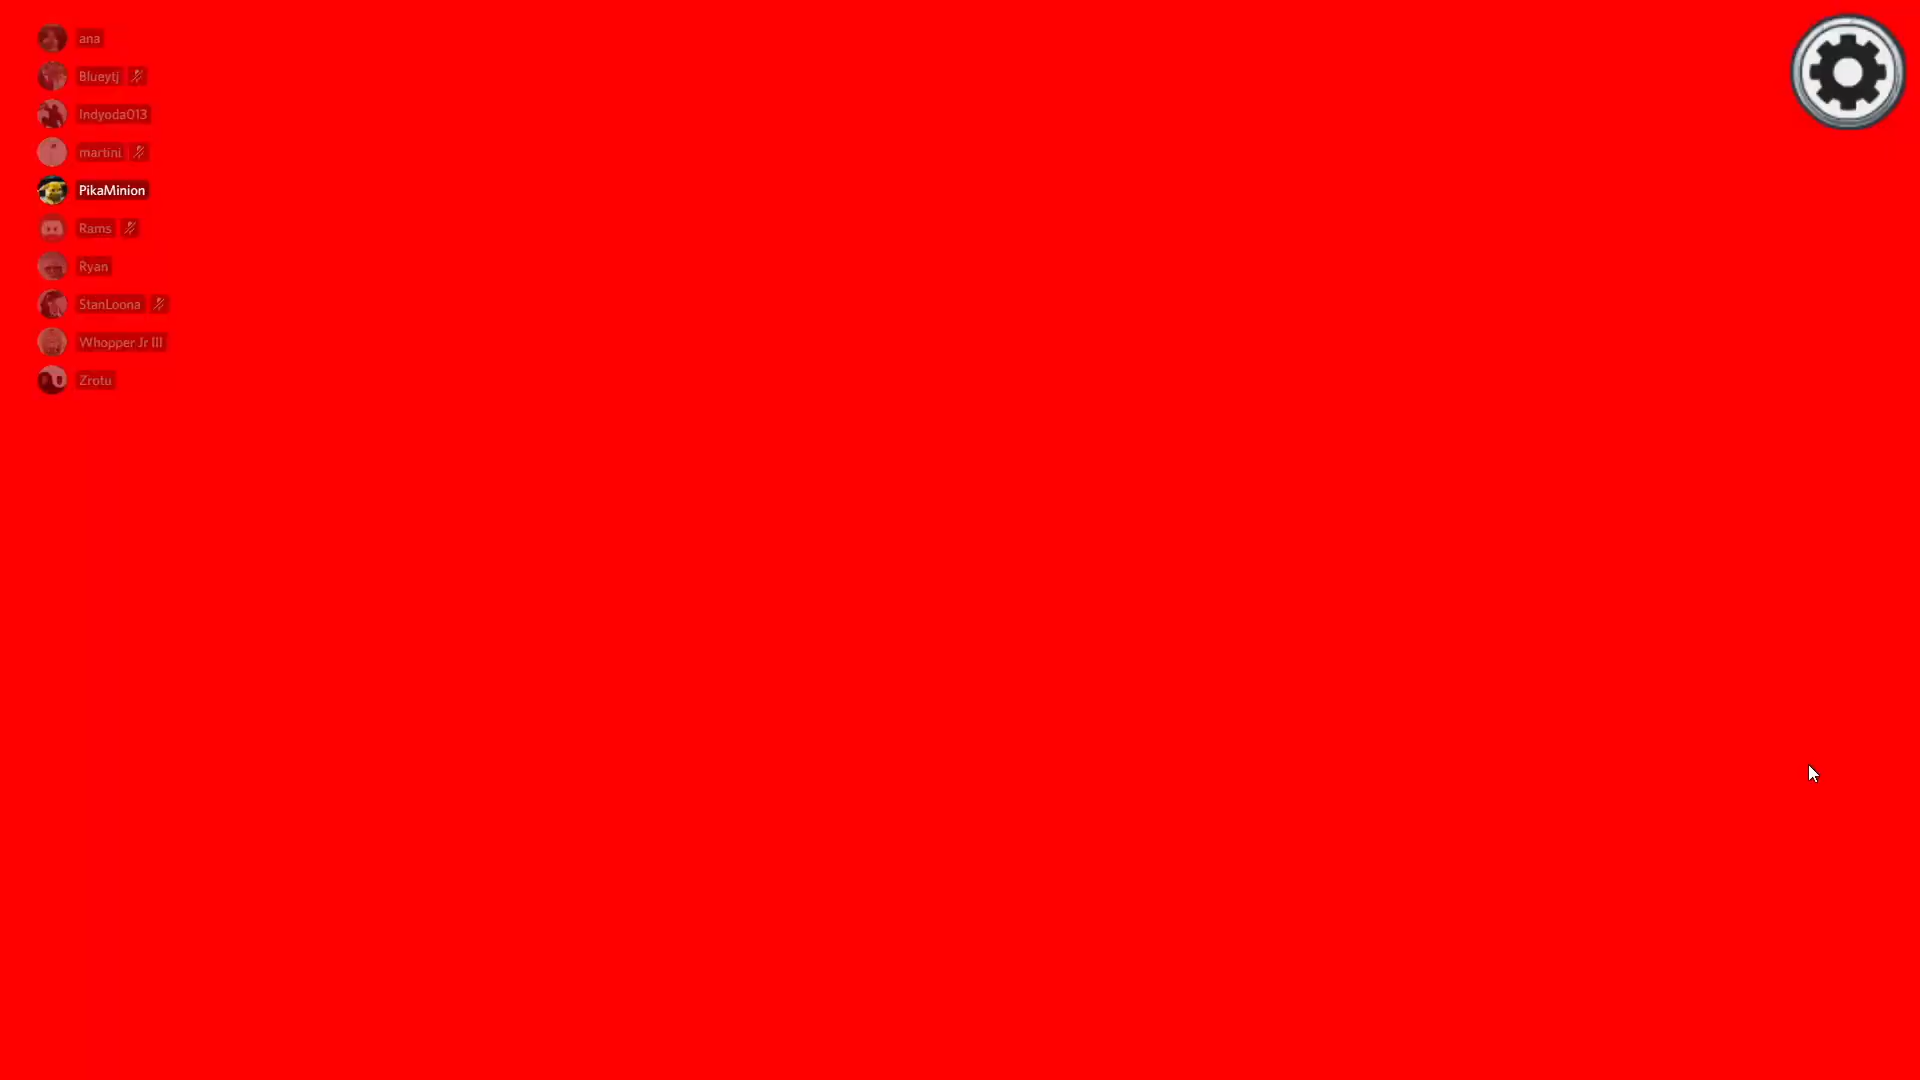 ana
Blueytj
Indyoda013
martini
PikaMinion
Rams
Ryan
StanLoona
Whopper Jr III
Zrotu